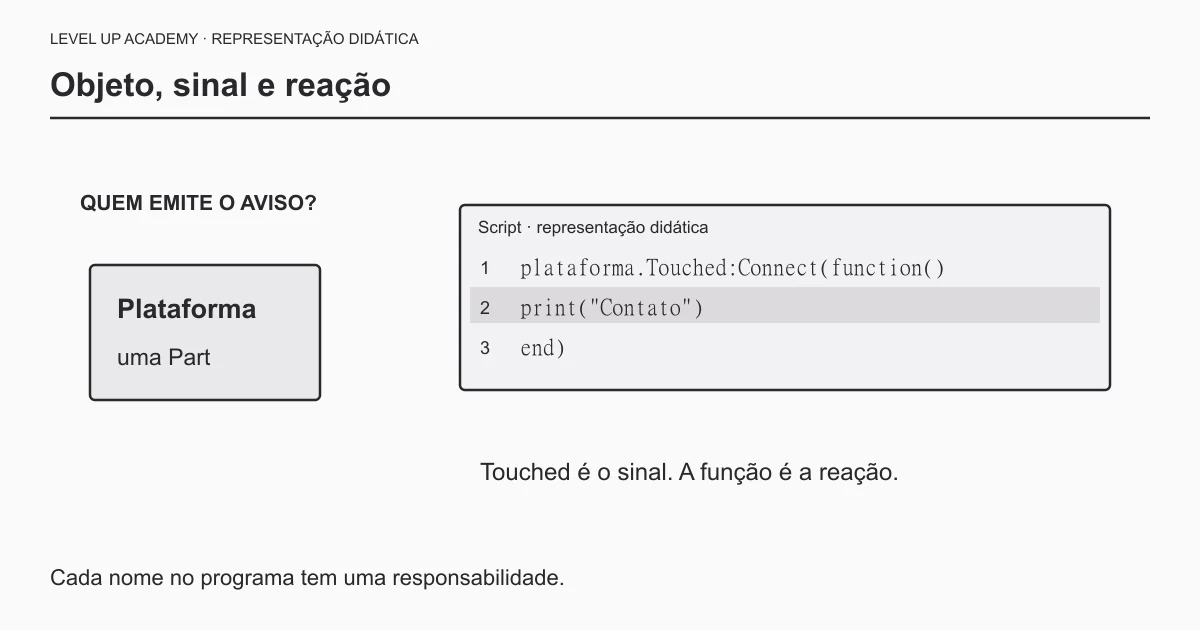 LEVEL UP ACADEMY · REPRESENTAÇÃO DIDÁTICA
Objeto, sinal e reação
QUEM EMITE O AVISO?
Plataforma
uma Part
Script · representação didática
1 plataforma.Touched:Connect(function()
2 print("Contato")
3 end)
Touched é o sinal. A função é a reação.
Cada nome no programa tem uma responsabilidade.